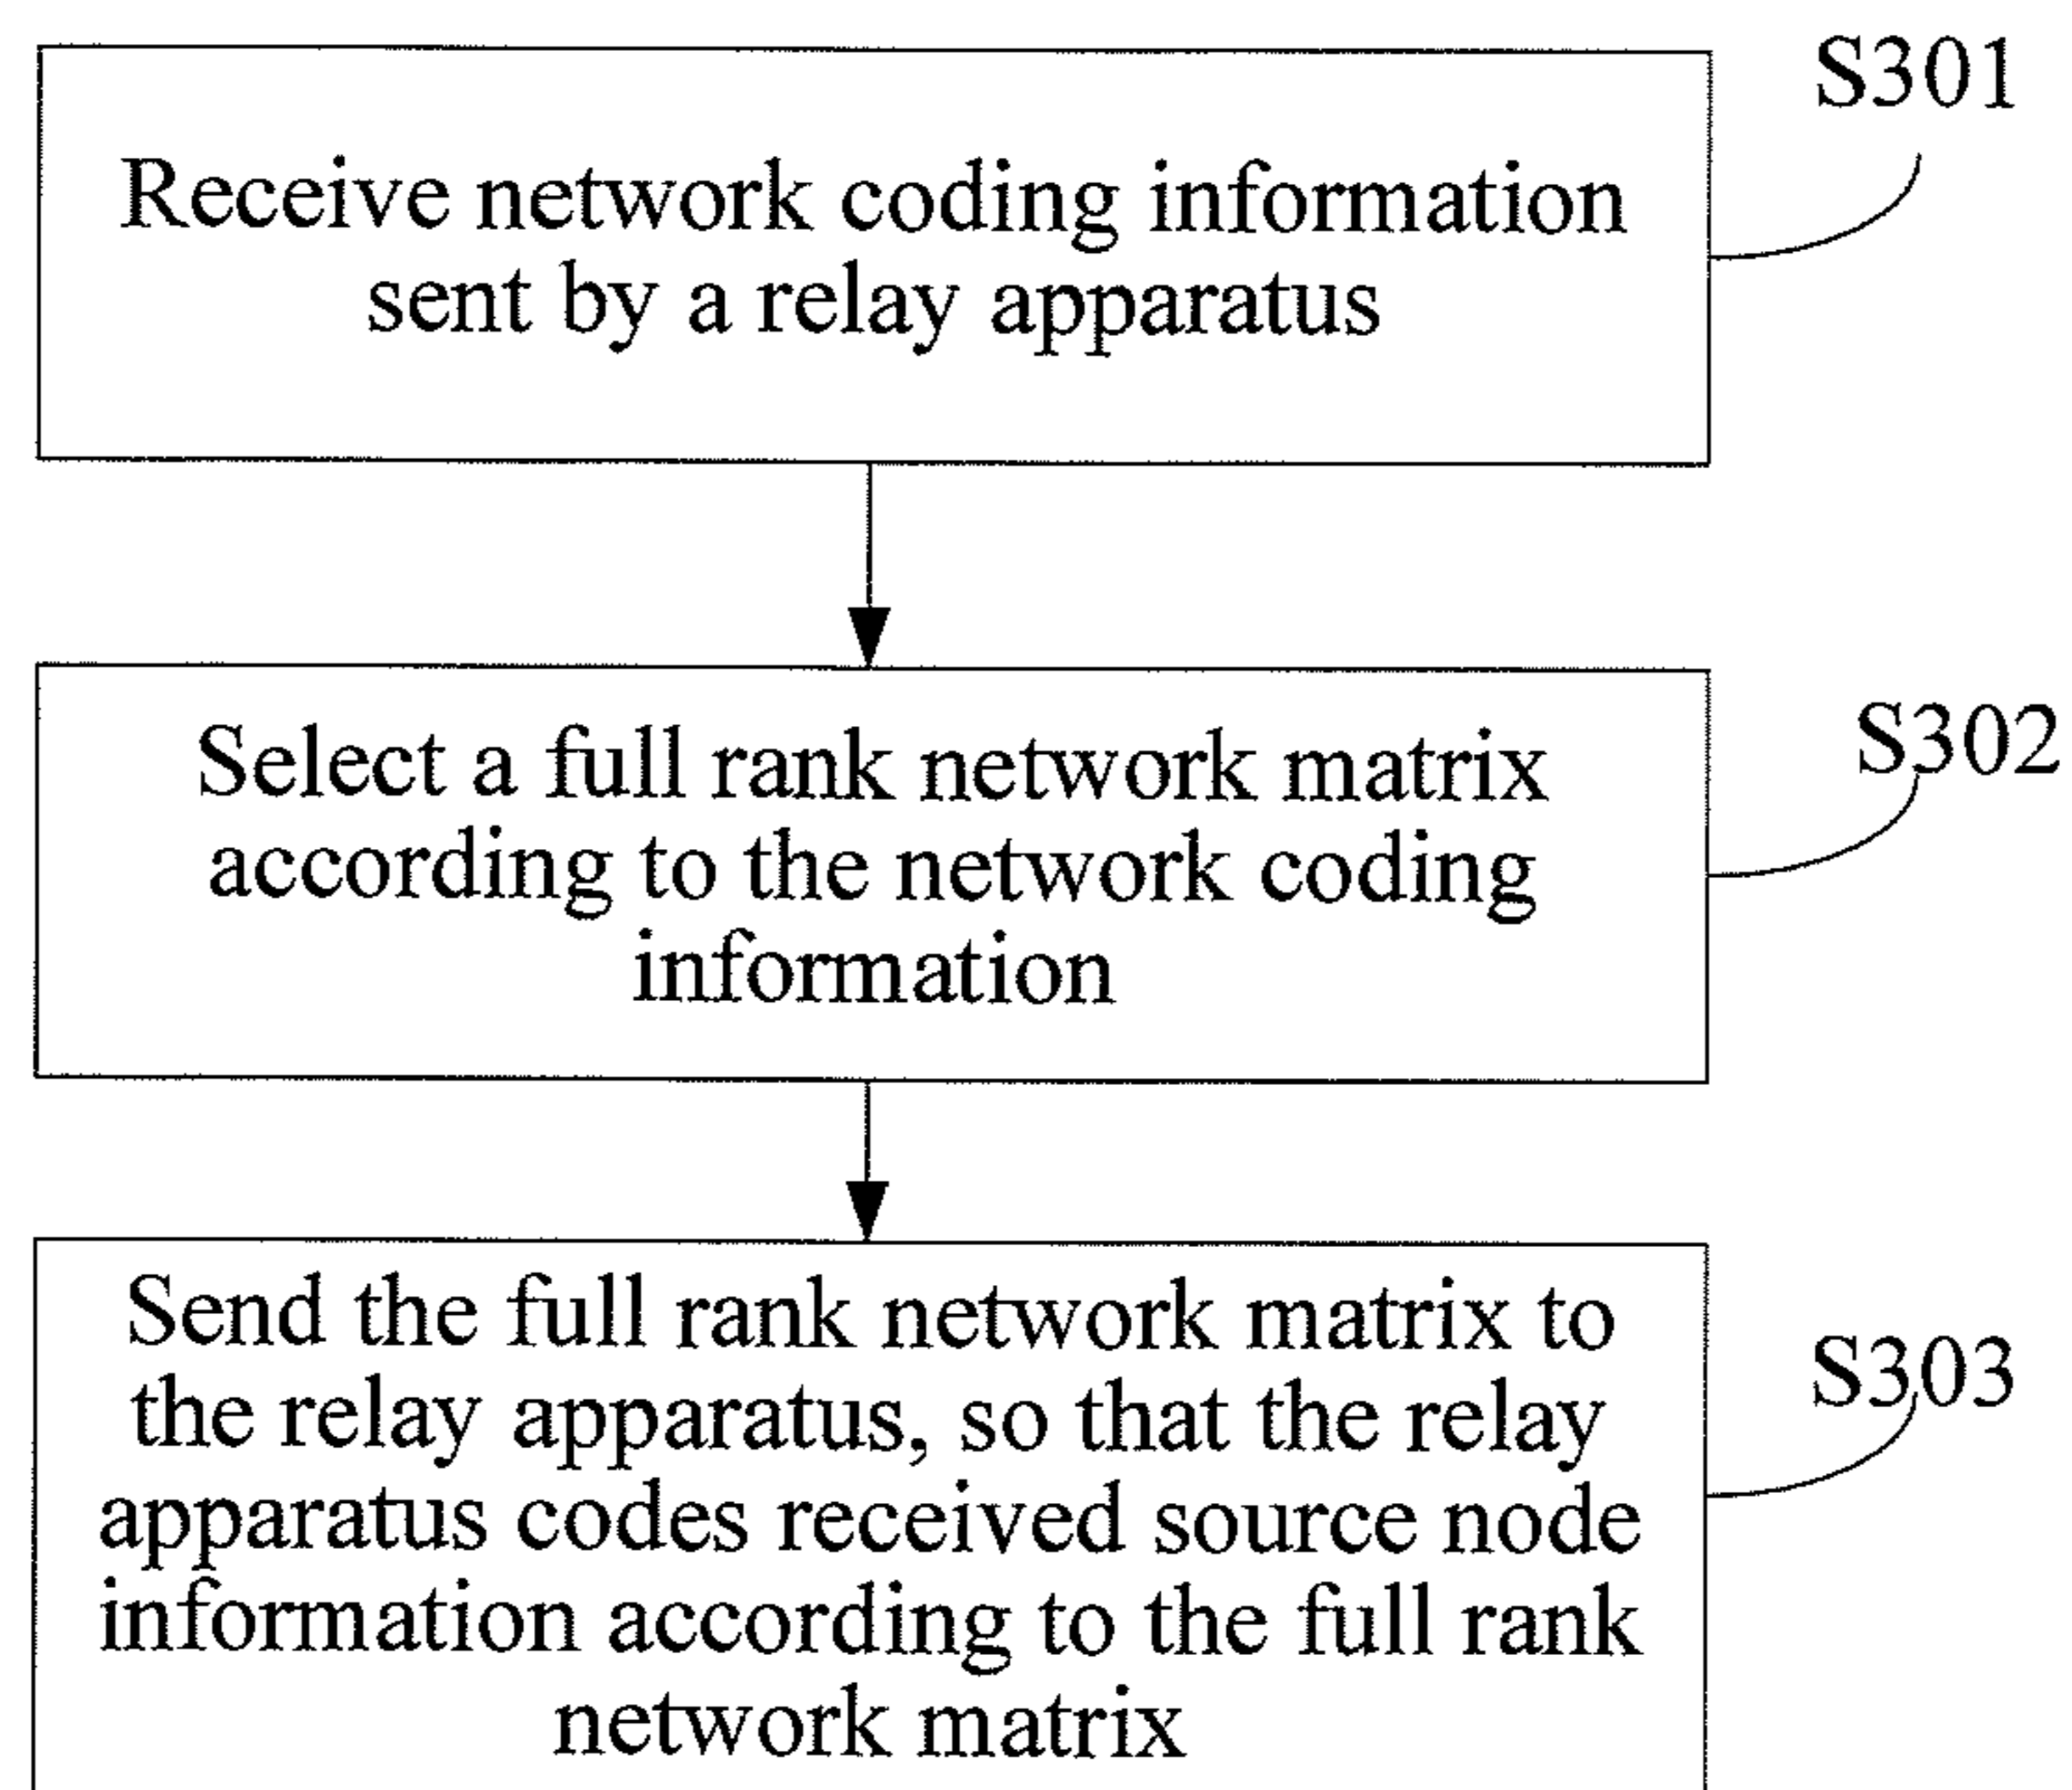 S301
Receive network coding information
sent by a relay apparatus
S302
Select a full rank network matrix
according to the network coding
information
S303
Send the full rank network matrix to
the relay apparatus, so that the relay
apparatus codes received source node
information according to the full rank
network matrix